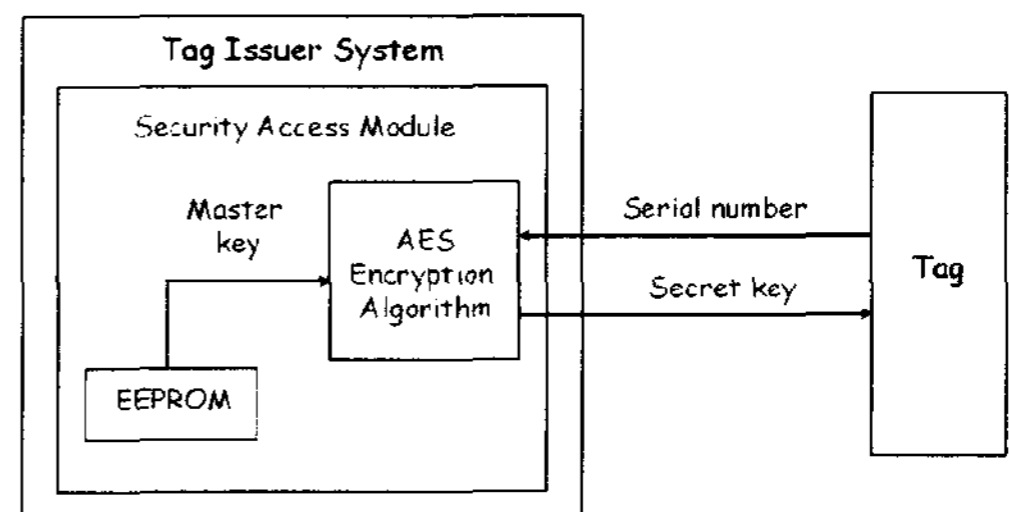 Tag Issuer System
Security Access Module
Master
key
AES
Encryption
Algorithm
EEPROM
Serial number
Secret key
Tag